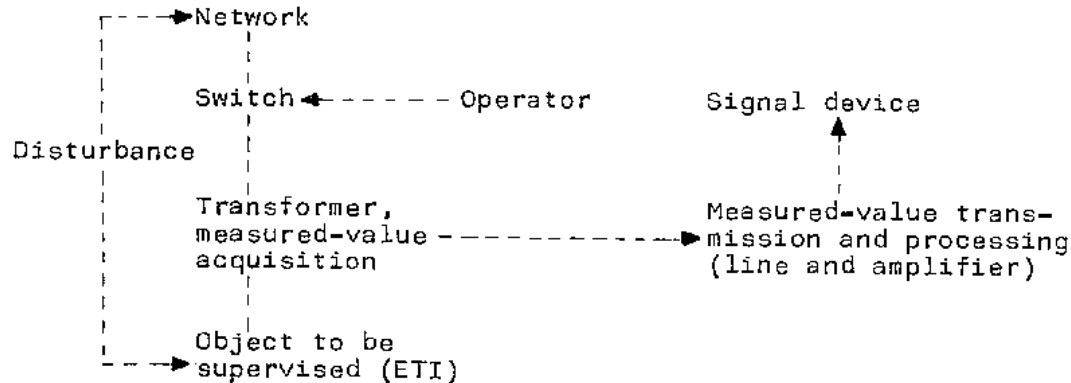 Network
Switch
Operator
Signal device
Disturbance
Transformer,
measured-value
acquisition
Measured-value trans-
mission and processing
(line and amplifier)
Object to be
supervised (ETI)